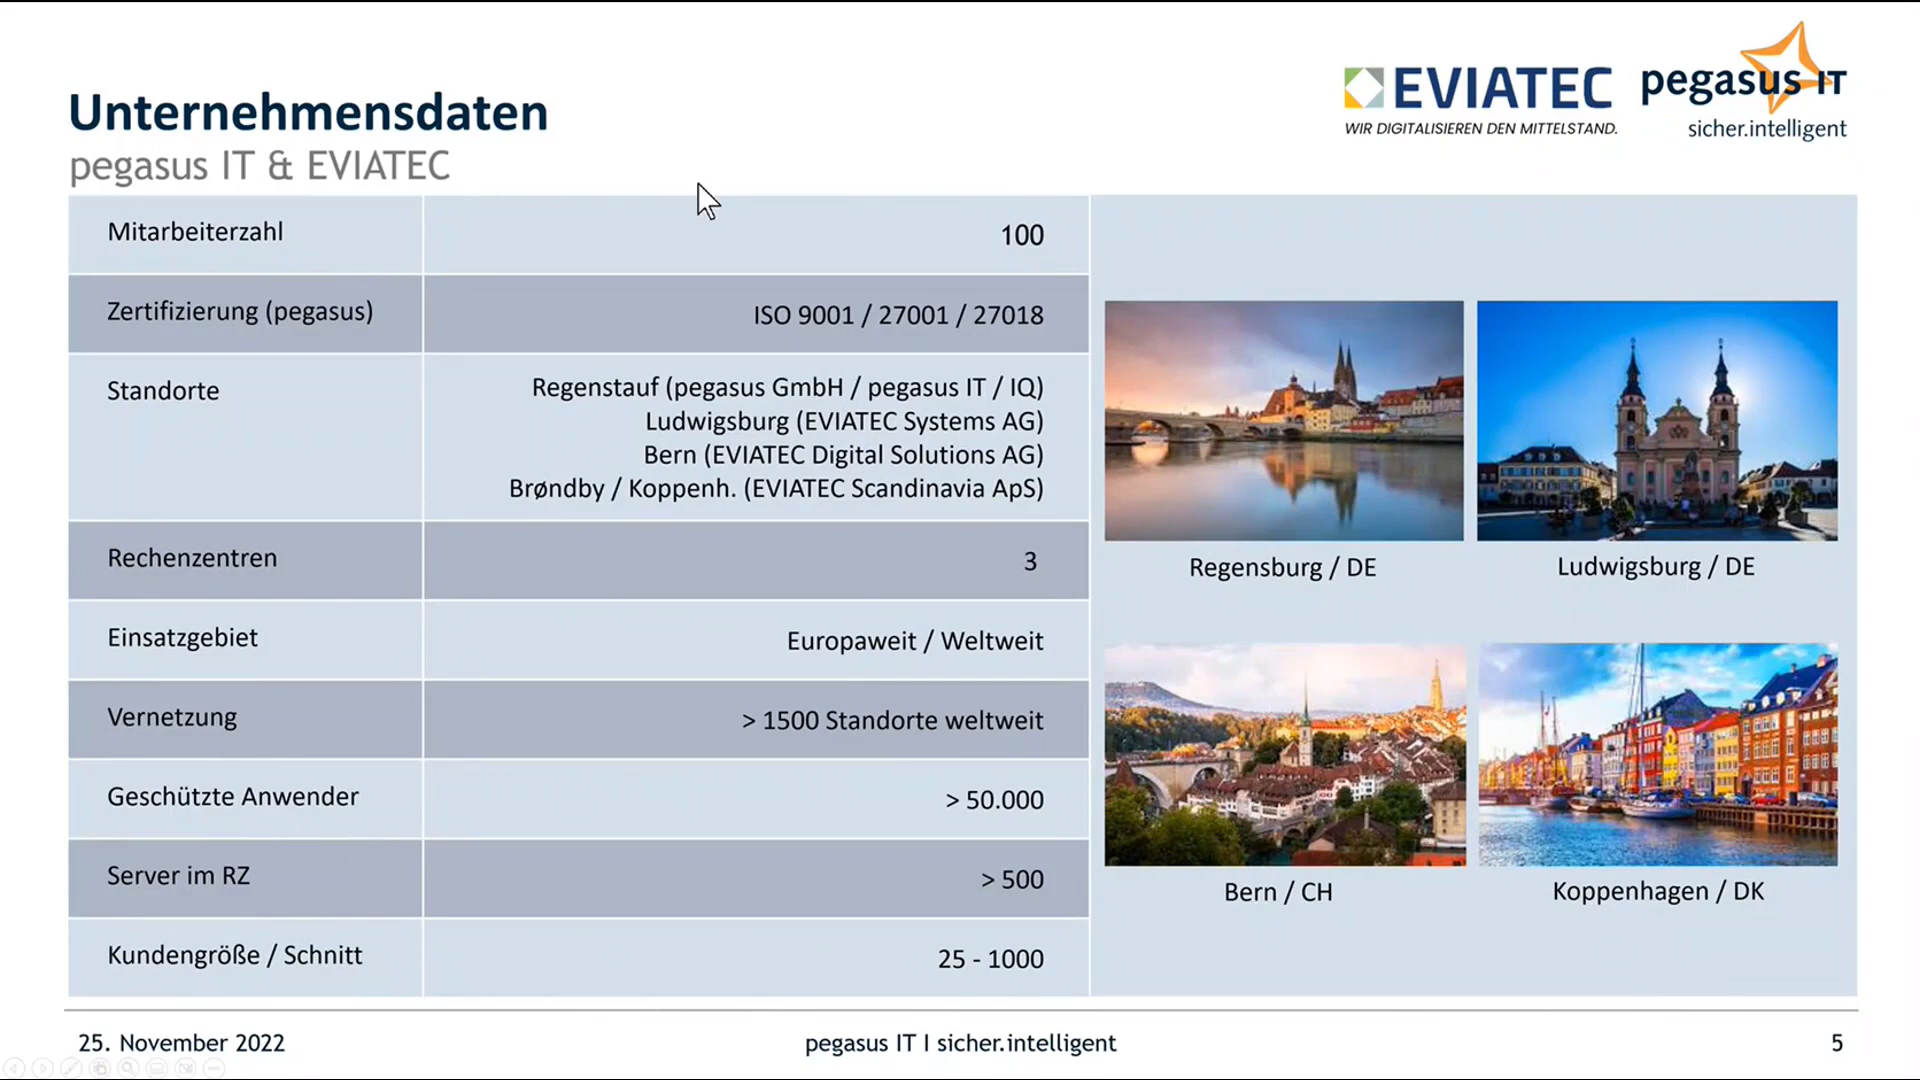 Unternehmensdaten
pegasus IT & EVIATEC
EVIATEC
WIR DIGITALISIEREN DEN MITTELSTAND.
pegasus IT
sicher.intelligent
Mitarbeiterzahl
100
Zertifizierung (pegasus)
ISO 9001 / 27001 / 27018
Standorte
Regenstauf (pegasus GmbH / pegasus IT / IQ)
Ludwigsburg (EVIATEC Systems AG)
Bern (EVIATEC Digital Solutions AG)
Brøndby / Koppenh. (EVIATEC Scandinavia ApS)
Rechenzentren
3
Einsatzgebiet
Europaweit / Weltweit
Vernetzung
> 1500 Standorte weltweit
Geschützte Anwender
> 50.000
Server im RZ
> 500
Kundengröße / Schnitt
25 - 1000
Regensburg / DE
Ludwigsburg / DE
Bern / CH
Koppenhagen / DK
25. November 2022
pegasus IT I sicher.intelligent
5